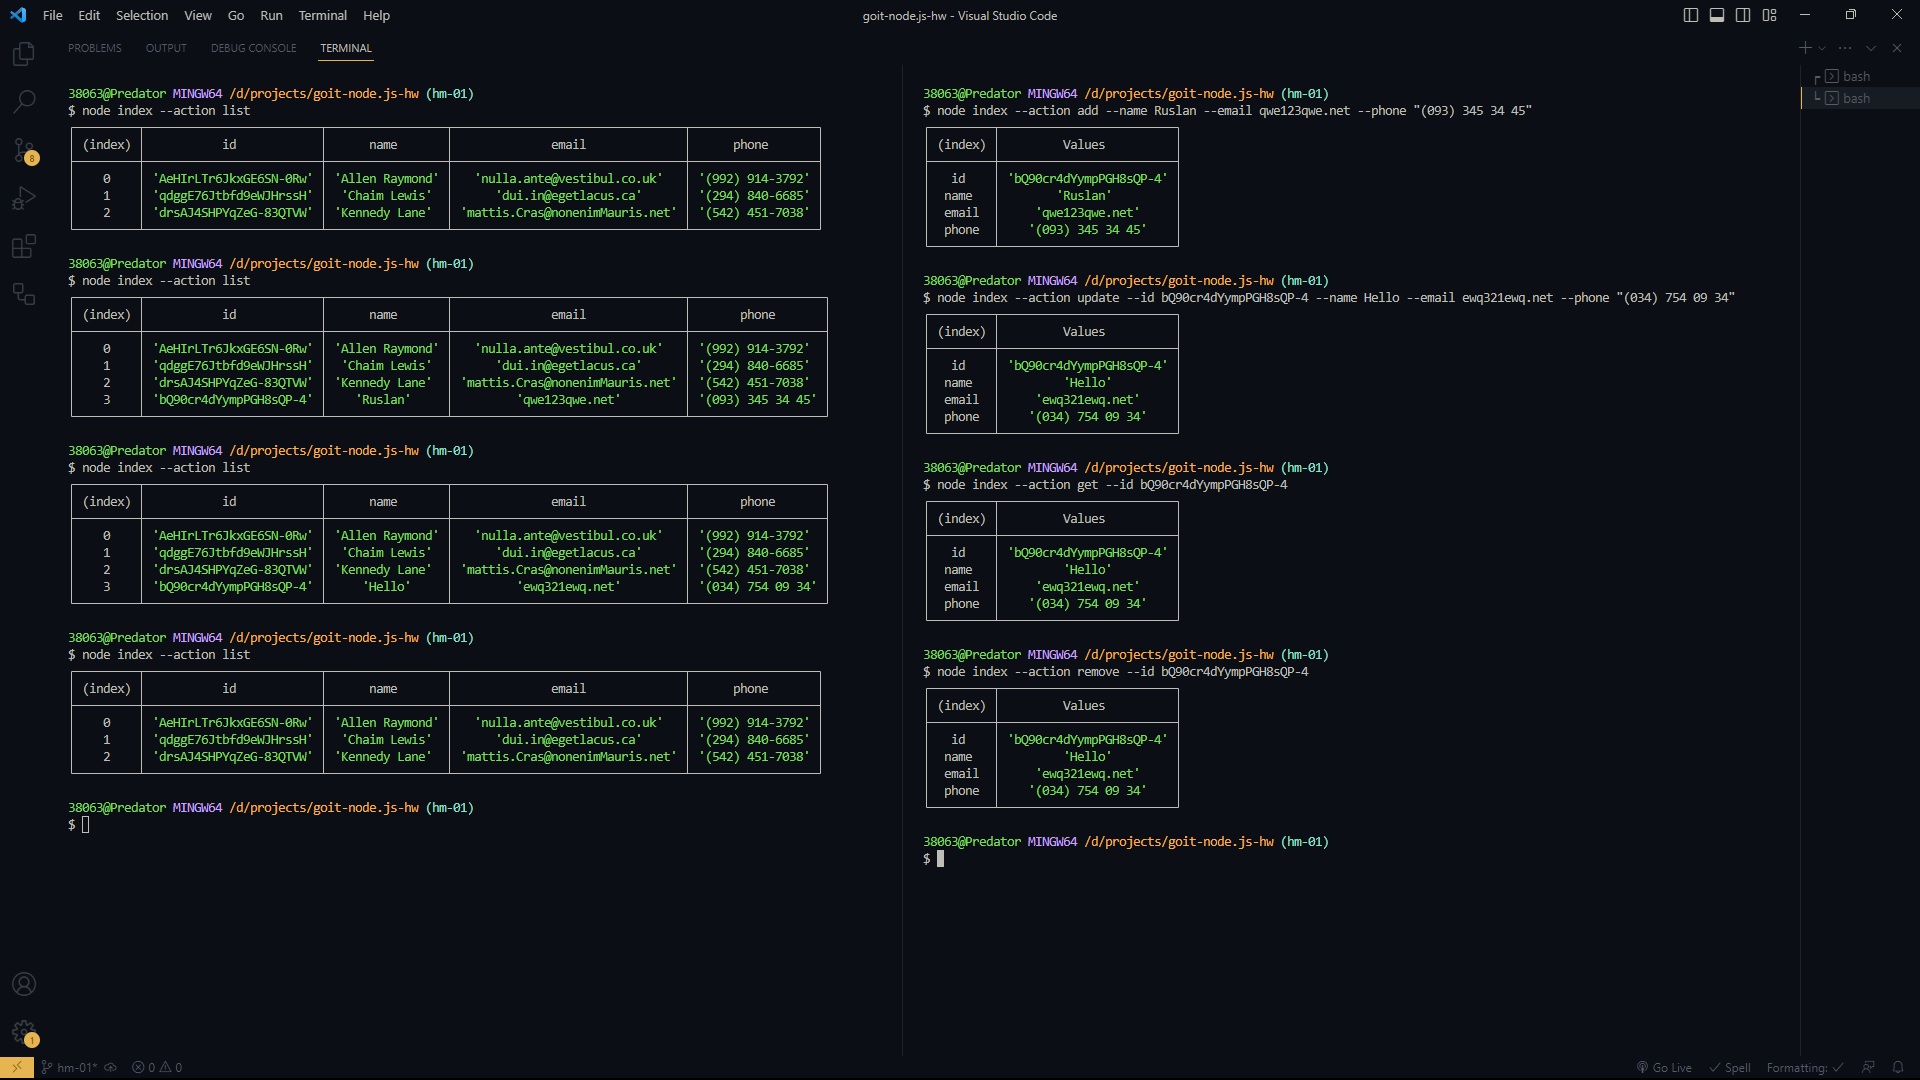 File Edit Selection View Go Run Terminal Help
goit-node.js-hw - Visual Studio Code
PROBLEMS OUTPUT DEBUG CONSOLE TERMINAL
38063@Predator MINGW64 /d/projects/goit-node.js-hw (hm-01)
$ node index --action list
(index) id name email phone
0 'AeHIrLTr6JkxGE6SN-0Rw' 'Allen Raymond' 'nulla.ante@vestibul.co.uk' '(992) 914-3792'
1 'qdggE76Jtbfd9eWJHrssH' 'Chaim Lewis' 'dui.in@egetlacus.ca' '(294) 840-6685'
2 'drsAJ4SHPYqZeG-83QTVW' 'Kennedy Lane' 'mattis.Cras@nonenimMauris.net' '(542) 451-7038'
38063@Predator MINGW64 /d/projects/goit-node.js-hw (hm-01)
$ node index --action list
(index) id name email phone
0 'AeHIrLTr6JkxGE6SN-0Rw' 'Allen Raymond' 'nulla.ante@vestibul.co.uk' '(992) 914-3792'
1 'qdggE76Jtbfd9eWJHrssH' 'Chaim Lewis' 'dui.in@egetlacus.ca' '(294) 840-6685'
2 'drsAJ4SHPYqZeG-83QTVW' 'Kennedy Lane' 'mattis.Cras@nonenimMauris.net' '(542) 451-7038'
3 'bQ90cr4dYympPGH8sQP-4' 'Ruslan' 'qwe123qwe.net' '(093) 345 34 45'
38063@Predator MINGW64 /d/projects/goit-node.js-hw (hm-01)
$ node index --action list
(index) id name email phone
0 'AeHIrLTr6JkxGE6SN-0Rw' 'Allen Raymond' 'nulla.ante@vestibul.co.uk' '(992) 914-3792'
1 'qdggE76Jtbfd9eWJHrssH' 'Chaim Lewis' 'dui.in@egetlacus.ca' '(294) 840-6685'
2 'drsAJ4SHPYqZeG-83QTVW' 'Kennedy Lane' 'mattis.Cras@nonenimMauris.net' '(542) 451-7038'
3 'bQ90cr4dYympPGH8sQP-4' 'Hello' 'ewq321ewq.net' '(034) 754 09 34'
38063@Predator MINGW64 /d/projects/goit-node.js-hw (hm-01)
$ node index --action list
(index) id name email phone
0 'AeHIrLTr6JkxGE6SN-0Rw' 'Allen Raymond' 'nulla.ante@vestibul.co.uk' '(992) 914-3792'
1 'qdggE76Jtbfd9eWJHrssH' 'Chaim Lewis' 'dui.in@egetlacus.ca' '(294) 840-6685'
2 'drsAJ4SHPYqZeG-83QTVW' 'Kennedy Lane' 'mattis.Cras@nonenimMauris.net' '(542) 451-7038'
38063@Predator MINGW64 /d/projects/goit-node.js-hw (hm-01)
$
38063@Predator MINGW64 /d/projects/goit-node.js-hw (hm-01)
$ node index --action add --name Ruslan --email qwe123qwe.net --phone "(093) 345 34 45"
(index) Values
id 'bQ90cr4dYympPGH8sQP-4'
name 'Ruslan'
email 'qwe123qwe.net'
phone '(093) 345 34 45'
38063@Predator MINGW64 /d/projects/goit-node.js-hw (hm-01)
$ node index --action update --id bQ90cr4dYympPGH8sQP-4 --name Hello --email ewq321ewq.net --phone "(034) 754 09 34"
(index) Values
id 'bQ90cr4dYympPGH8sQP-4'
name 'Hello'
email 'ewq321ewq.net'
phone '(034) 754 09 34'
38063@Predator MINGW64 /d/projects/goit-node.js-hw (hm-01)
$ node index --action get --id bQ90cr4dYympPGH8sQP-4
(index) Values
id 'bQ90cr4dYympPGH8sQP-4'
name 'Hello'
email 'ewq321ewq.net'
phone '(034) 754 09 34'
38063@Predator MINGW64 /d/projects/goit-node.js-hw (hm-01)
$ node index --action remove --id bQ90cr4dYympPGH8sQP-4
(index) Values
id 'bQ90cr4dYympPGH8sQP-4'
name 'Hello'
email 'ewq321ewq.net'
phone '(034) 754 09 34'
38063@Predator MINGW64 /d/projects/goit-node.js-hw (hm-01)
$
bash
bash
8
1
hm-01* 0 0
Go Live Spell Formatting: